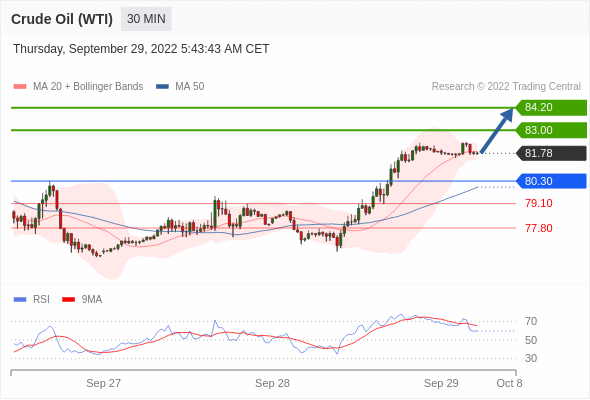 Crude Oil (WTI) 30 MIN
Thursday, September 29, 2022 5:43:43 AM CET
MA 20 + Bollinger Bands MA 50 Research © 2022 Trading Central
84.20
83.00
81.78
80.30
79.10
77.80
RSI 9MA
70
50
30
Sep 27 Sep 28 Sep 29 Oct 8